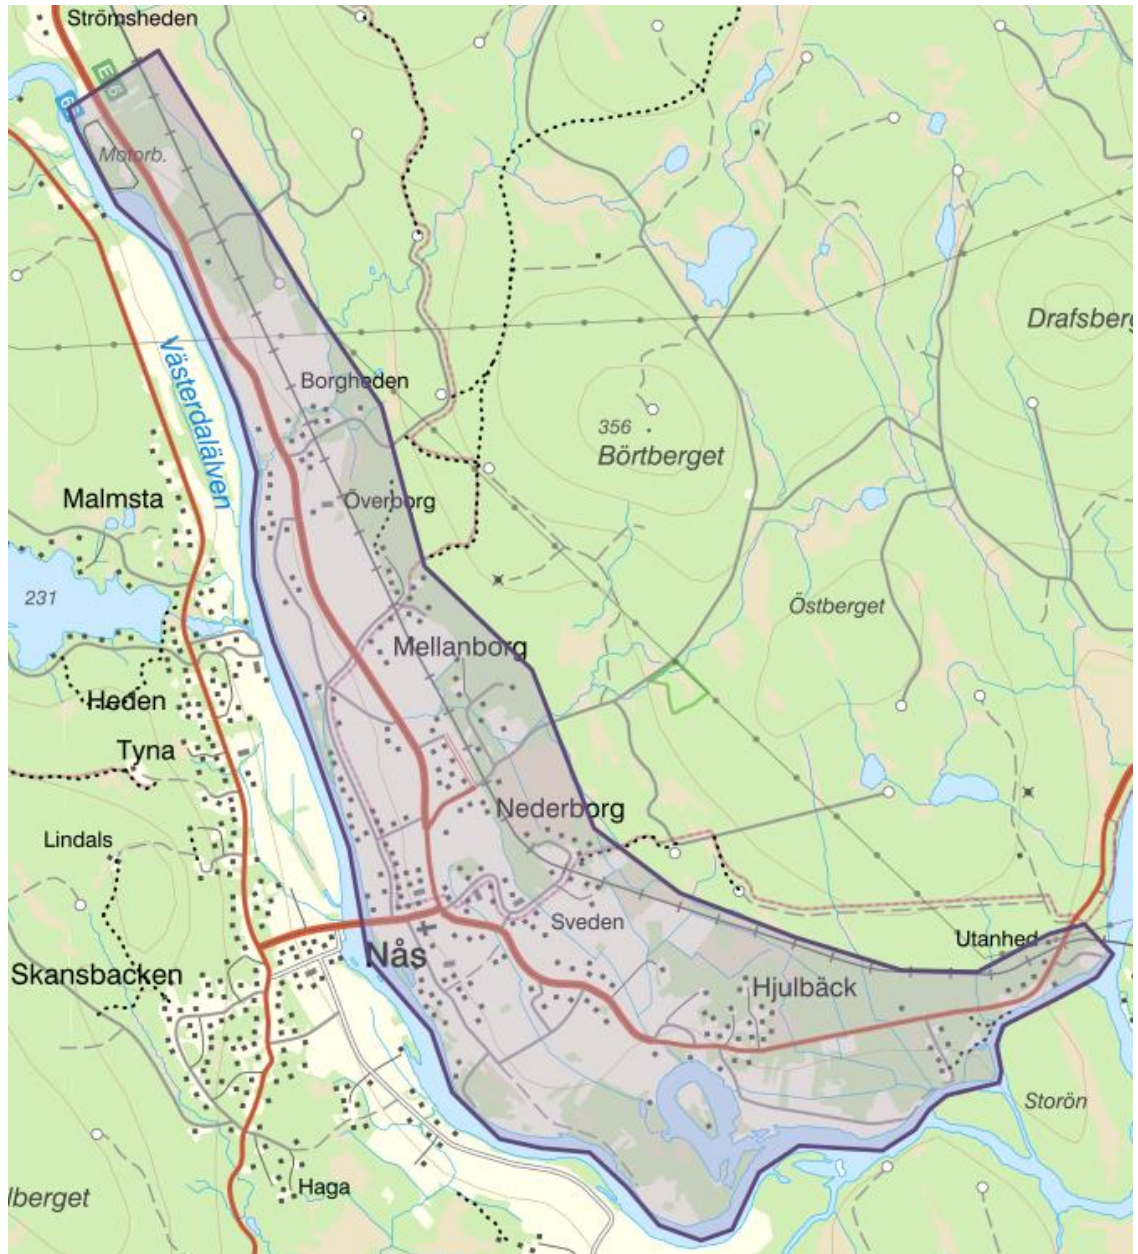 Strömsheden
Motorb.
Västerdalälven
Drafsberg
Borgheden
356
Börtberget
Malmsta
Överborg
231
Östberget
Mellanborg
Heden
Tyna
Nederborg
Lindals
Sveden
Utanhed
Nås
Skansbacken
Hjulbäck
Storön
Haga
lberget